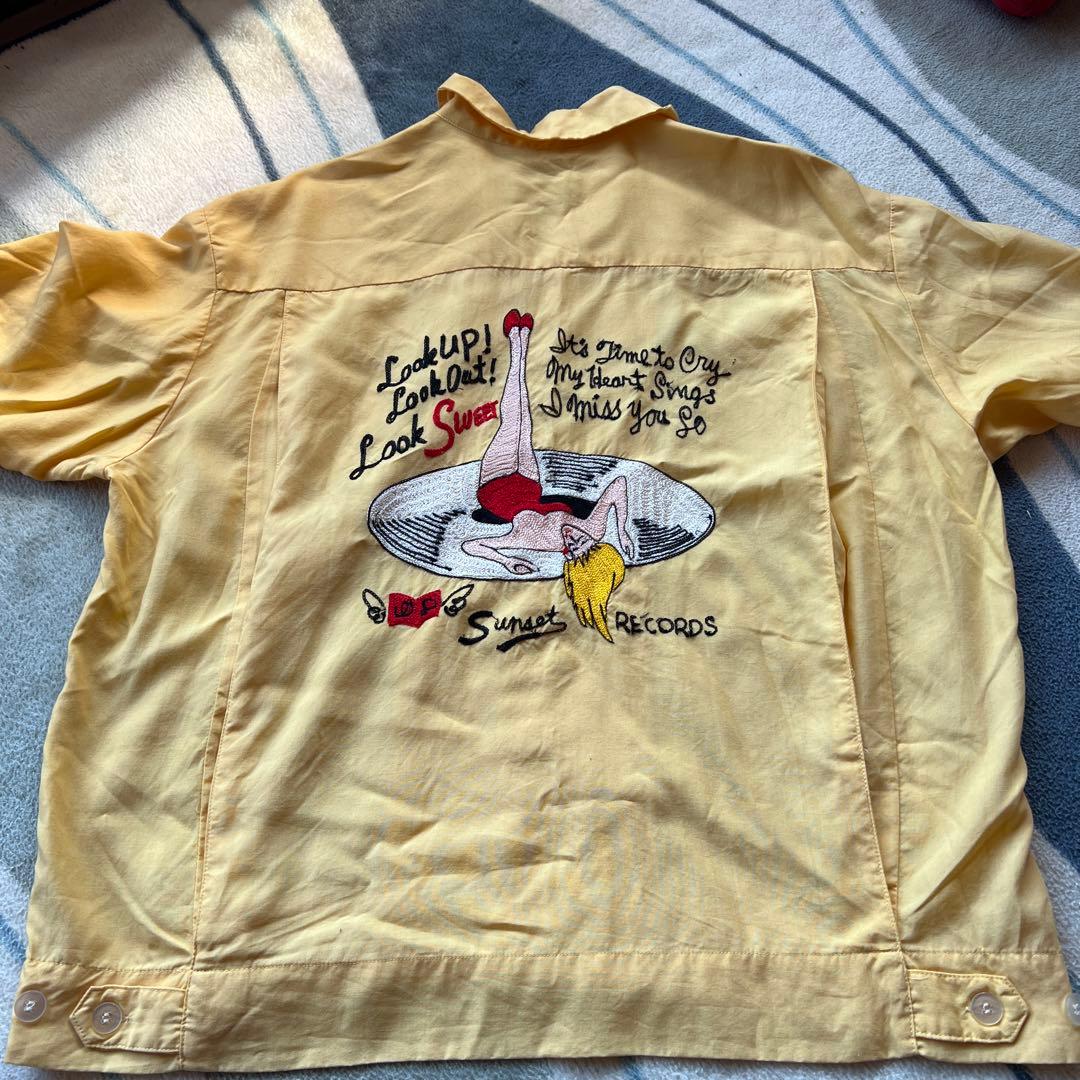 Look UP!
Look Out!
Look SWEET
It's Time to Cry
My Heart Sings
I Miss You So
Sunset RECORDS